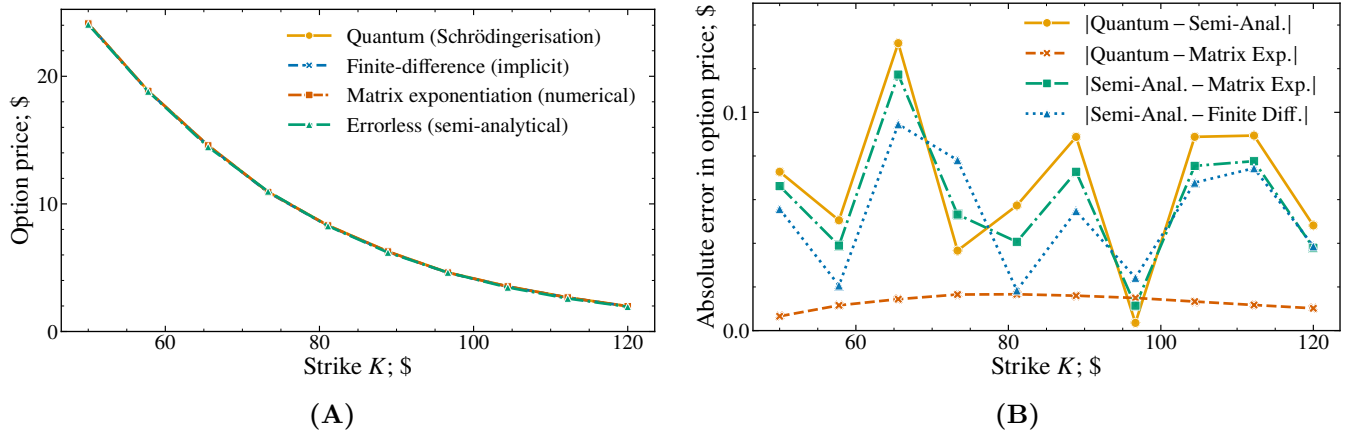 Option price; $
20
10
0
60
80
100
120
Strike K; $
Quantum (Schrödingerisation)
Finite-difference (implicit)
Matrix exponentiation (numerical)
Errorless (semi-analytical)
(A)
Absolute error in option price; $
0.1
0.0
60
80
100
120
Strike K; $
|Quantum – Semi-Anal.|
|Quantum – Matrix Exp.|
|Semi-Anal. – Matrix Exp.|
|Semi-Anal. – Finite Diff.|
(B)